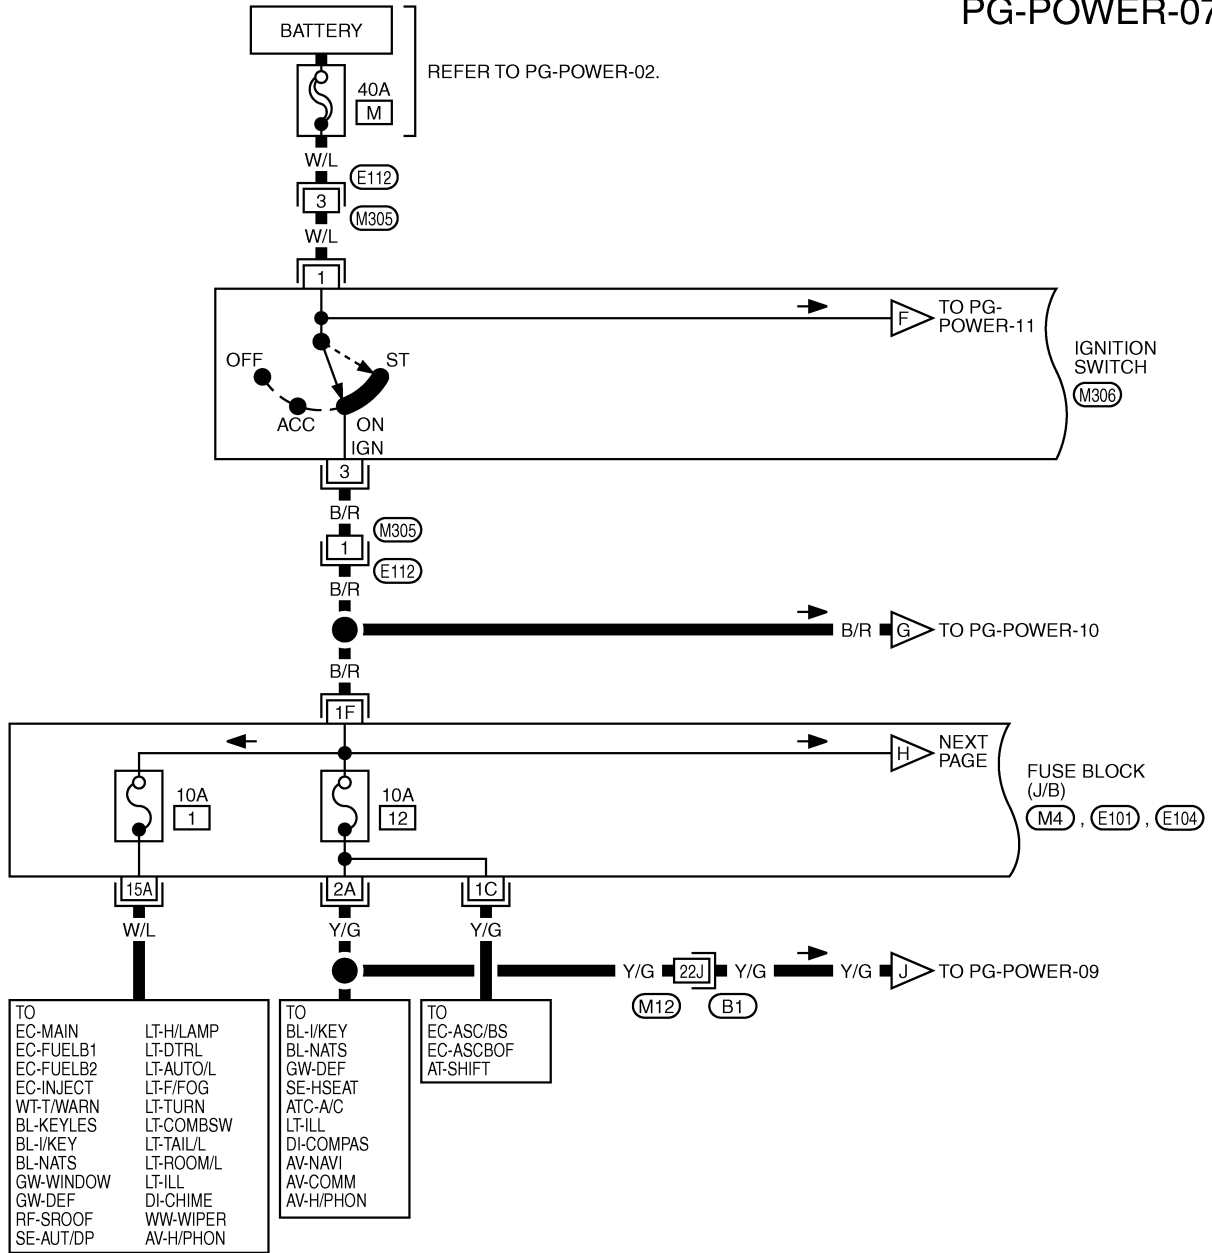 PG-POWER-07
BATTERY
REFER TO PG-POWER-02.
40A
M
W/L
E112
3
M305
W/L
1
F
TO PG-
POWER-11
OFF
ST
ACC
ON
IGN
IGNITION
SWITCH
M306
3
B/R
M305
1
E112
B/R
B/R
G
TO PG-POWER-10
B/R
1F
H
NEXT
PAGE
10A
1
10A
12
FUSE BLOCK
(J/B)
M4 , E101 , E104
15A
2A
1C
W/L
Y/G
Y/G
Y/G
22J
Y/G
Y/G
J
TO PG-POWER-09
M12
B1
TO
EC-MAIN
EC-FUELB1
EC-FUELB2
EC-INJECT
WT-T/WARN
BL-KEYLES
BL-I/KEY
BL-NATS
GW-WINDOW
GW-DEF
RF-SROOF
SE-AUT/DP
LT-H/LAMP
LT-DTRL
LT-AUTO/L
LT-F/FOG
LT-TURN
LT-COMBSW
LT-TAIL/L
LT-ROOM/L
LT-ILL
DI-CHIME
WW-WIPER
AV-H/PHON
TO
BL-I/KEY
BL-NATS
GW-DEF
SE-HSEAT
ATC-A/C
LT-ILL
DI-COMPAS
AV-NAVI
AV-COMM
AV-H/PHON
TO
EC-ASC/BS
EC-ASCBOF
AT-SHIFT